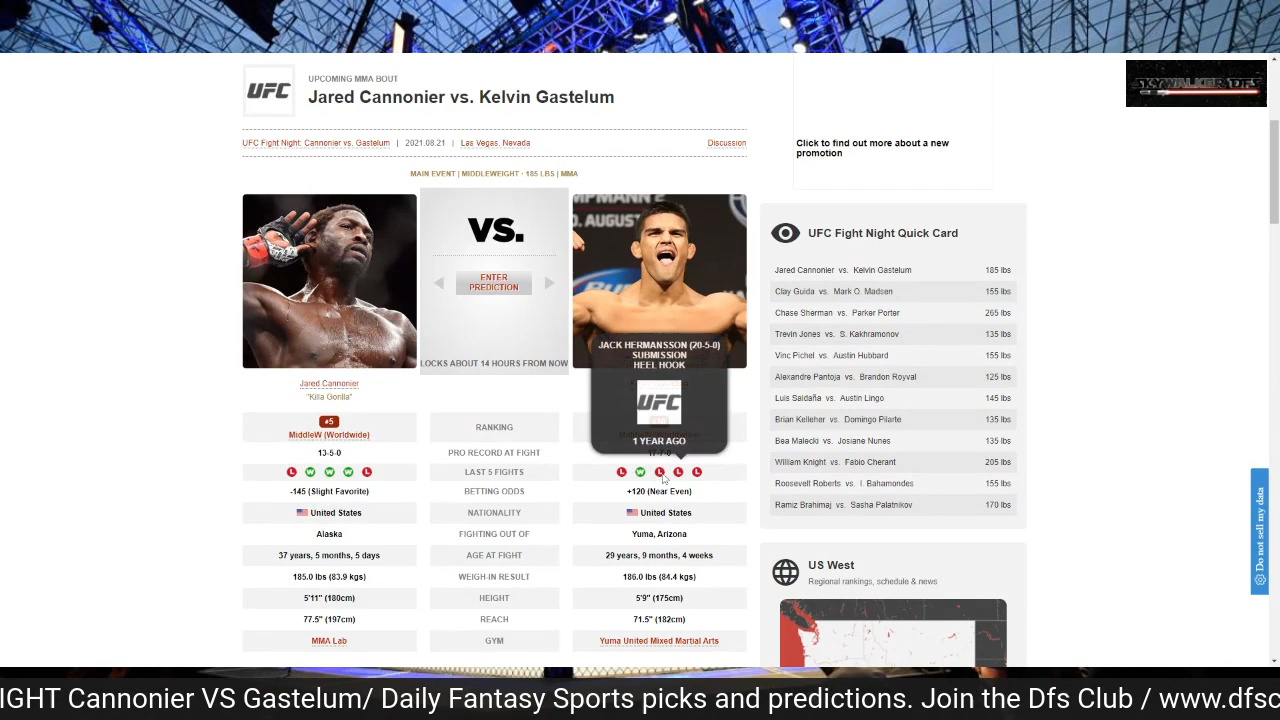 UFC
UPCOMING MMA BOUT
Jared Cannonier vs. Kelvin Gastelum
UFC Fight Night: Cannonier vs. Gastelum | 2021.08.21 | Las Vegas, Nevada
Discussion
MAIN EVENT | MIDDLEWEIGHT · 185 LBS | MMA
VS.
ENTER
PREDICTION
LOCKS ABOUT 14 HOURS FROM NOW
JACK HERMANSSON (20-5-0)
SUBMISSION
HEEL HOOK
UFC
1 YEAR AGO
Jared Cannonier
"Killa Gorilla"
#5
MiddleW (Worldwide)
RANKING
13-5-0
PRO RECORD AT FIGHT
17-7-0
L W W W L
LAST 5 FIGHTS
L W L L L
-145 (Slight Favorite)
BETTING ODDS
+120 (Near Even)
United States
NATIONALITY
United States
Alaska
FIGHTING OUT OF
Yuma, Arizona
37 years, 5 months, 5 days
AGE AT FIGHT
29 years, 9 months, 4 weeks
185.0 lbs (83.9 kgs)
WEIGH-IN RESULT
186.0 lbs (84.4 kgs)
5'11" (180cm)
HEIGHT
5'9" (175cm)
77.5" (197cm)
REACH
71.5" (182cm)
MMA Lab
GYM
Yuma United Mixed Martial Arts
SKYWALKER DFS
Click to find out more about a new
promotion
UFC Fight Night Quick Card
Jared Cannonier vs. Kelvin Gastelum 185 lbs
Clay Guida vs. Mark O. Madsen 155 lbs
Chase Sherman vs. Parker Porter 265 lbs
Trevin Jones vs. S. Kakhramonov 135 lbs
Vinc Pichel vs. Austin Hubbard 155 lbs
Alexandre Pantoja vs. Brandon Royval 125 lbs
Luis Saldaña vs. Austin Lingo 145 lbs
Brian Kelleher vs. Domingo Pilarte 135 lbs
Bea Malecki vs. Josiane Nunes 135 lbs
William Knight vs. Fabio Cherant 205 lbs
Roosevelt Roberts vs. I. Bahamondes 155 lbs
Ramiz Brahimaj vs. Sasha Palatnikov 170 lbs
US West
Regional rankings, schedule & news
Do not sell my data
IGHT Cannonier VS Gastelum/ Daily Fantasy Sports picks and predictions. Join the Dfs Club / www.dfsc